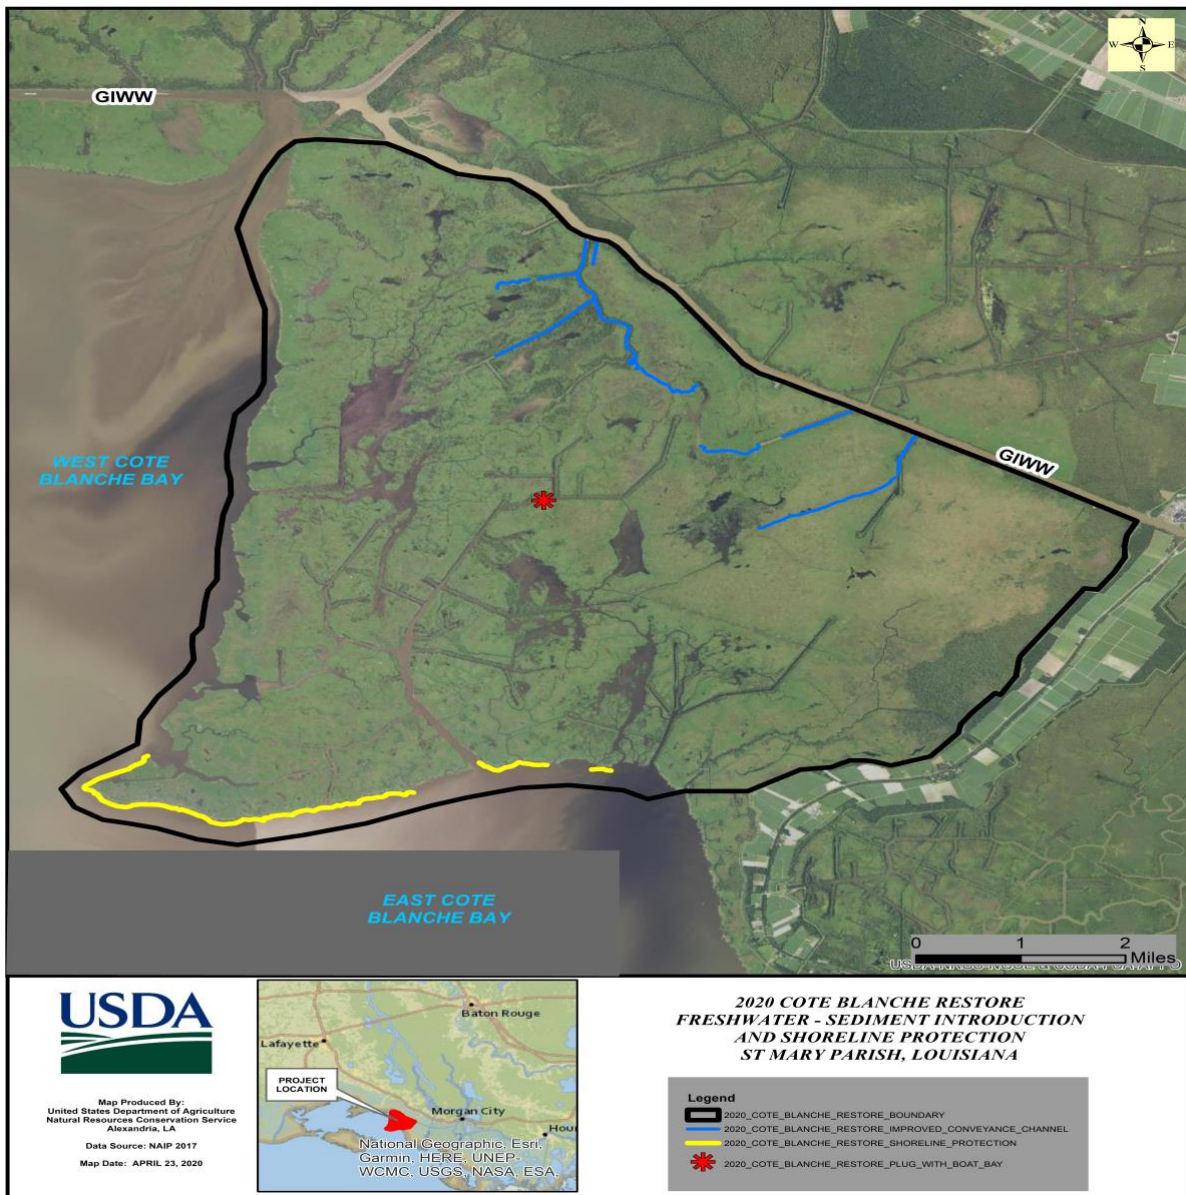 N
W E
S
GIWW
WEST COTE
BLANCHE BAY
GIWW
EAST COTE
BLANCHE BAY
0 1 2
Miles
USDA
Map Produced By:
United States Department of Agriculture
Natural Resources Conservation Service
Alexandria, LA
Data Source: NAIP 2017
Map Date: APRIL 23, 2020
Baton Rouge
Lafayette
PROJECT
LOCATION
Morgan City
Hou
National Geographic, Esri,
Garmin, HERE, UNEP-
WCMC, USGS, NASA, ESA,
2020 COTE BLANCHE RESTORE
FRESHWATER - SEDIMENT INTRODUCTION
AND SHORELINE PROTECTION
ST MARY PARISH, LOUISIANA
Legend
2020_COTE_BLANCHE_RESTORE_BOUNDARY
2020_COTE_BLANCHE_RESTORE_IMPROVED_CONVEYANCE_CHANNEL
2020_COTE_BLANCHE_RESTORE_SHORELINE_PROTECTION
2020_COTE_BLANCHE_RESTORE_PLUG_WITH_BOAT_BAY